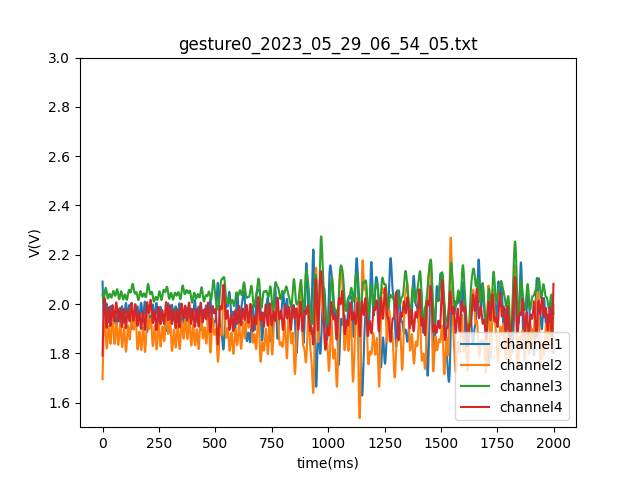 gesture0_2023_05_29_06_54_05.txt
3.0
2.8
2.6
2.4
2.2
2.0
1.8
1.6
V(V)
0 250 500 750 1000 1250 1500 1750 2000
time(ms)
channel1
channel2
channel3
channel4